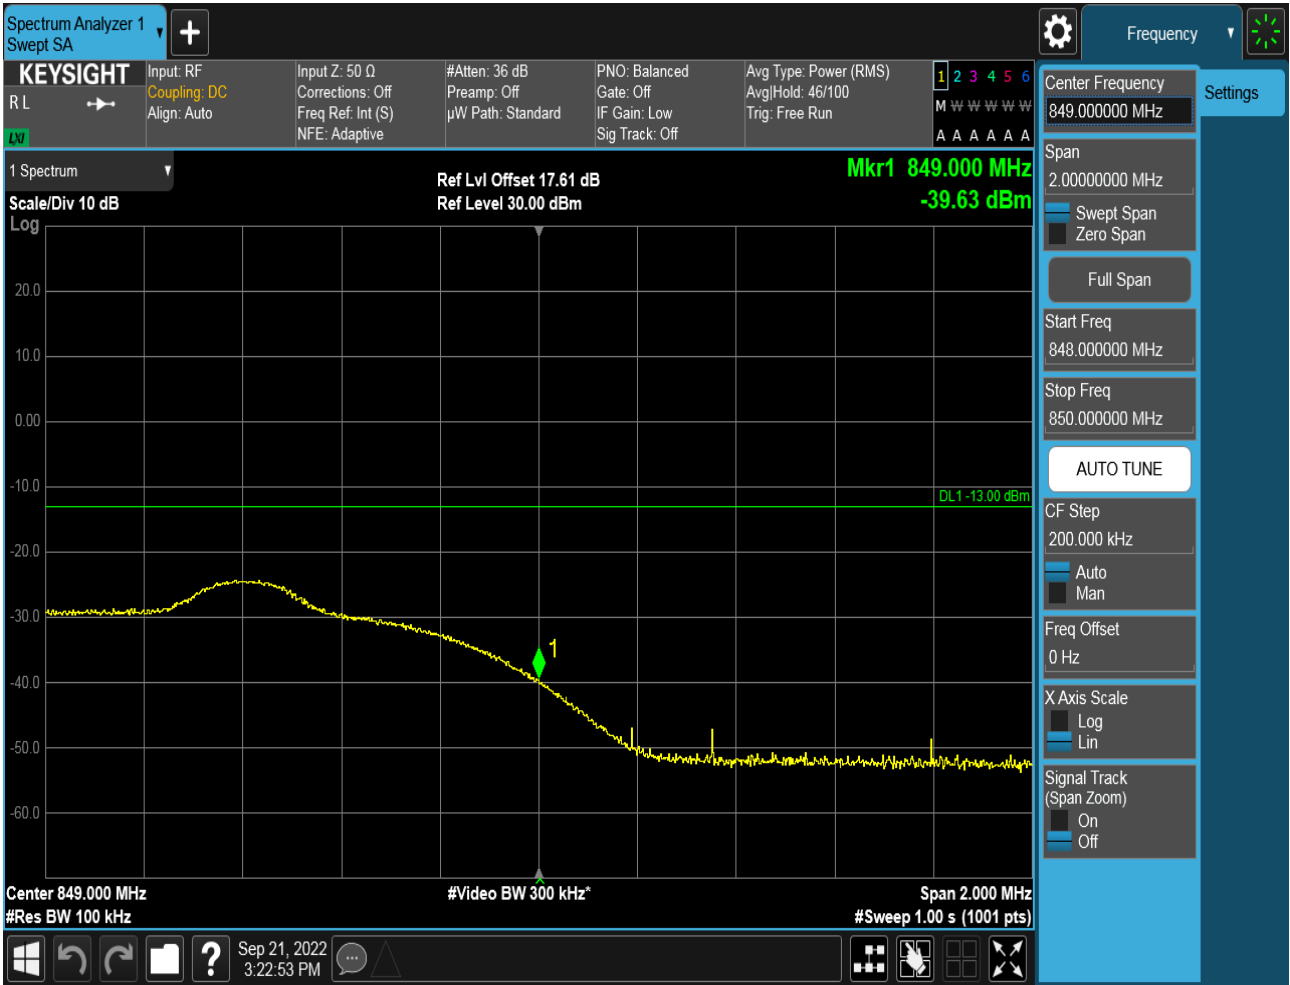 Spectrum Analyzer 1
Swept SA
Frequency
KEYSIGHT
R L
LXI
Input: RF
Coupling: DC
Align: Auto
Input Z: 50 Ω
Corrections: Off
Freq Ref: Int (S)
NFE: Adaptive
#Atten: 36 dB
Preamp: Off
µW Path: Standard
PNO: Balanced
Gate: Off
IF Gain: Low
Sig Track: Off
Avg Type: Power (RMS)
Avg|Hold: 46/100
Trig: Free Run
1 2 3 4 5 6
M W W W W W
A A A A A A
1 Spectrum
Scale/Div 10 dB
Log
Ref Lvl Offset 17.61 dB
Ref Level 30.00 dBm
Mkr1 849.000 MHz
-39.63 dBm
20.0
10.0
0.00
-10.0
-20.0
-30.0
-40.0
-50.0
-60.0
DL1 -13.00 dBm
1
Center 849.000 MHz
#Res BW 100 kHz
#Video BW 300 kHz*
Span 2.000 MHz
#Sweep 1.00 s (1001 pts)
Center Frequency
849.000000 MHz
Span
2.00000000 MHz
Swept Span
Zero Span
Full Span
Start Freq
848.000000 MHz
Stop Freq
850.000000 MHz
AUTO TUNE
CF Step
200.000 kHz
Auto
Man
Freq Offset
0 Hz
X Axis Scale
Log
Lin
Signal Track
(Span Zoom)
On
Off
Settings
?
Sep 21, 2022
3:22:53 PM